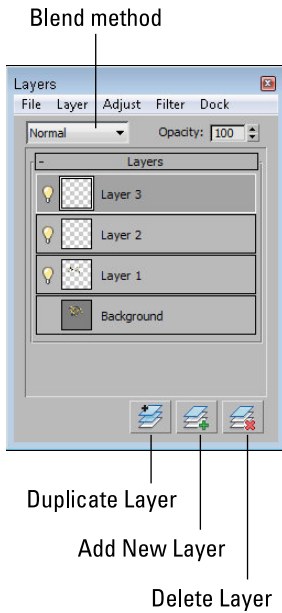 Blend method
Layers
File Layer Adjust Filter Dock
Normal Opacity: 100
- Layers
Layer 3
Layer 2
Layer 1
Background
Duplicate Layer
Add New Layer
Delete Layer